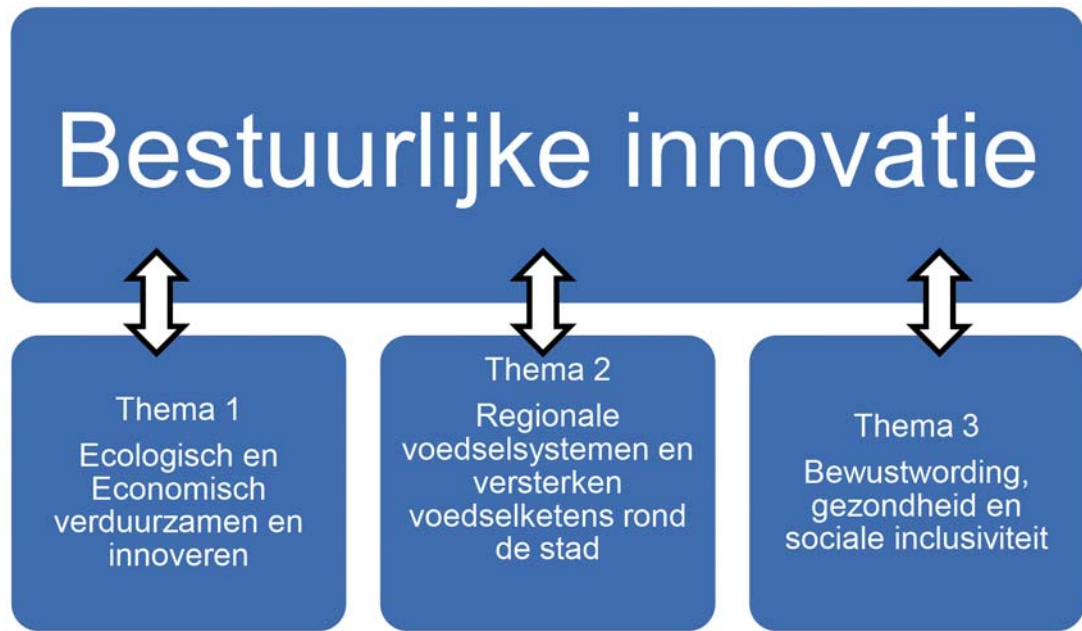 Bestuurlijke innovatie
Thema 1
Ecologisch en
Economisch
verduurzamen en
innoveren
Thema 2
Regionale
voedselsystemen en
versterken
voedselketens rond
de stad
Thema 3
Bewustwording,
gezondheid en
sociale inclusiviteit